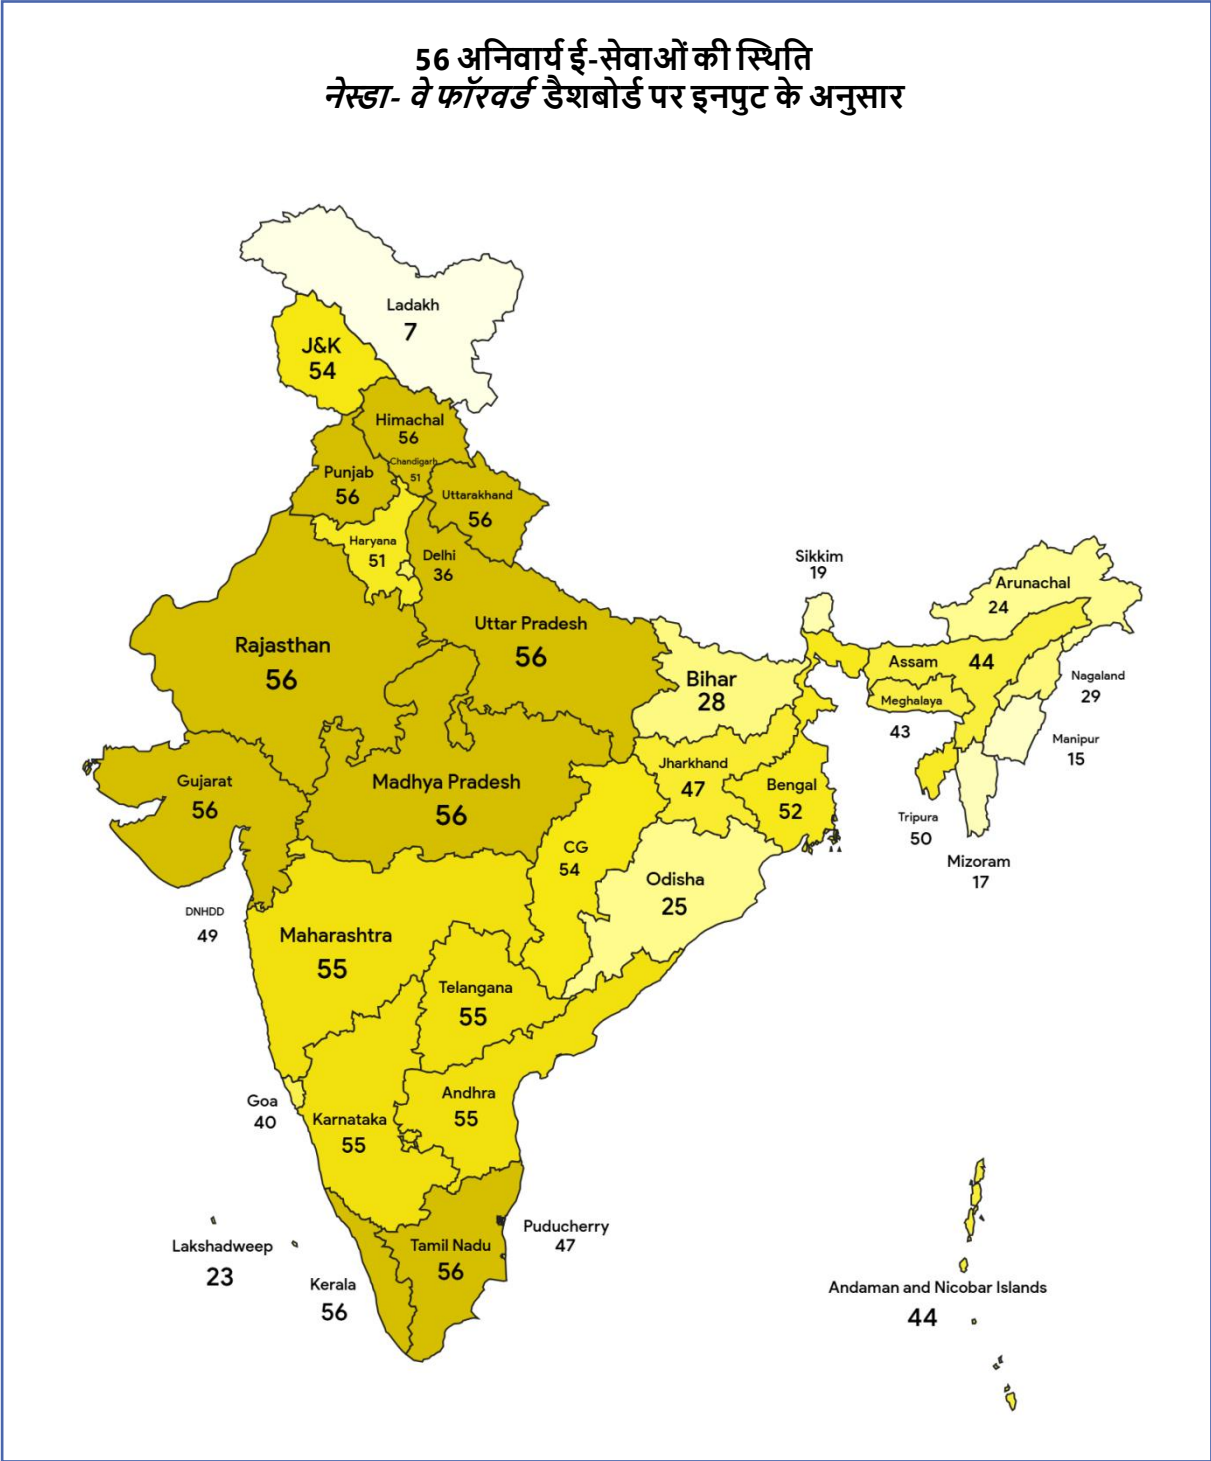 56 अनिवार्य ई-सेवाओं की स्थिति
नेस्डा- वे फॉरवर्ड डैशबोर्ड पर इनपुट के अनुसार
Ladakh
7
J&K
54
Himachal
56
Chandigarh
51
Punjab
56
Uttarakhand
56
Haryana
51
Delhi
36
Sikkim
19
Arunachal
24
Rajasthan
56
Uttar Pradesh
56
Bihar
28
Assam 44
Meghalaya
43
Nagaland
29
Manipur
15
Gujarat
56
Madhya Pradesh
56
Jharkhand
47
Bengal
52
Tripura
50
Mizoram
17
CG
54
Odisha
25
DNHDD
49
Maharashtra
55
Telangana
55
Goa
40
Karnataka
55
Andhra
55
Lakshadweep
23
Kerala
56
Tamil Nadu
56
Puducherry
47
Andaman and Nicobar Islands
44